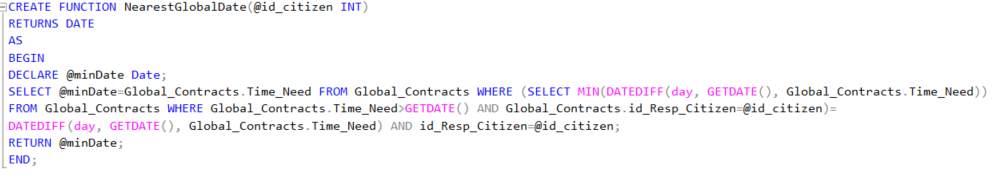 CREATE FUNCTION NearestGlobalDate(@id_citizen INT)
RETURNS DATE
AS
BEGIN
DECLARE @minDate Date;
SELECT @minDate=Global_Contracts.Time_Need FROM Global_Contracts WHERE (SELECT MIN(DATEDIFF(day, GETDATE(), Global_Contracts.Time_Need))
FROM Global_Contracts WHERE Global_Contracts.Time_Need>GETDATE() AND Global_Contracts.id_Resp_Citizen=@id_citizen)=
DATEDIFF(day, GETDATE(), Global_Contracts.Time_Need) AND id_Resp_Citizen=@id_citizen;
RETURN @minDate;
END;